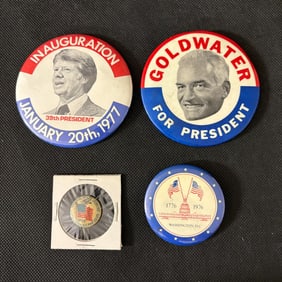 INAUGURATION
39th PRESIDENT
JANUARY 20th, 1977
GOLDWATER
FOR PRESIDENT
1776 1976
WASHINGTON, D.C.